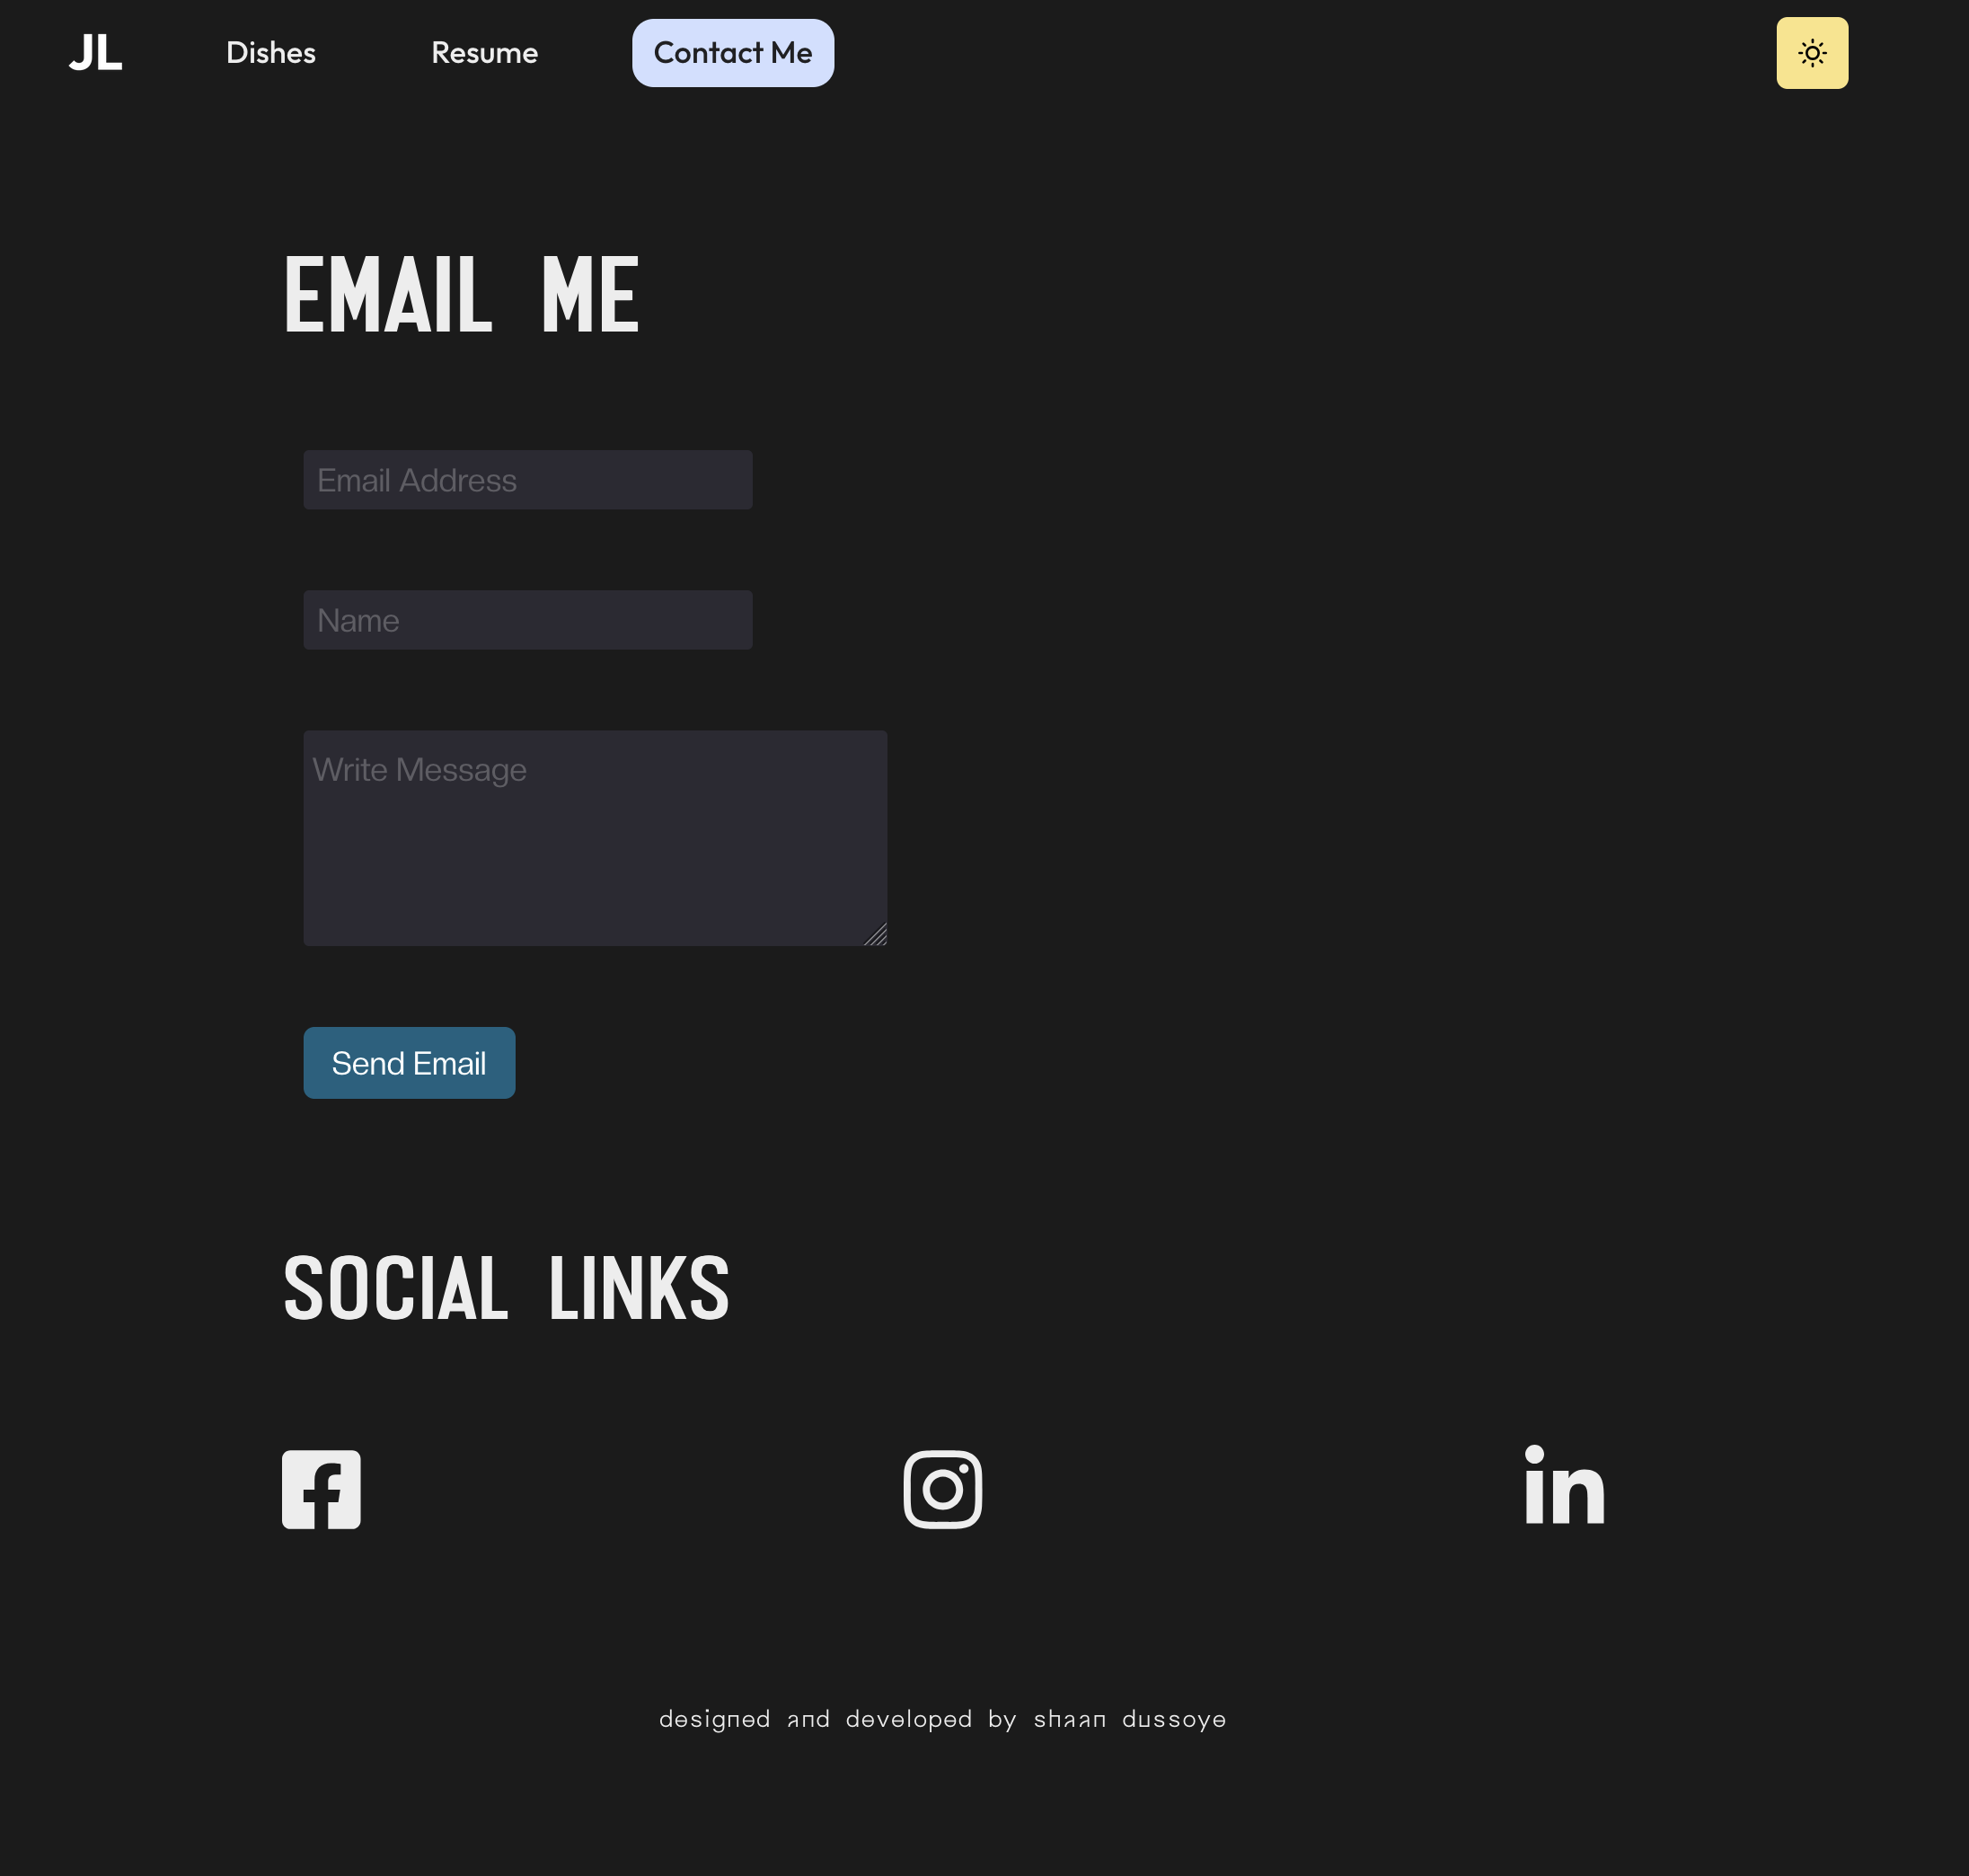 JL Dishes Resume Contact Me
EMAIL ME
Email Address
Name
Write Message
Send Email
SOCIAL LINKS
designed and developed by shaan dussoye